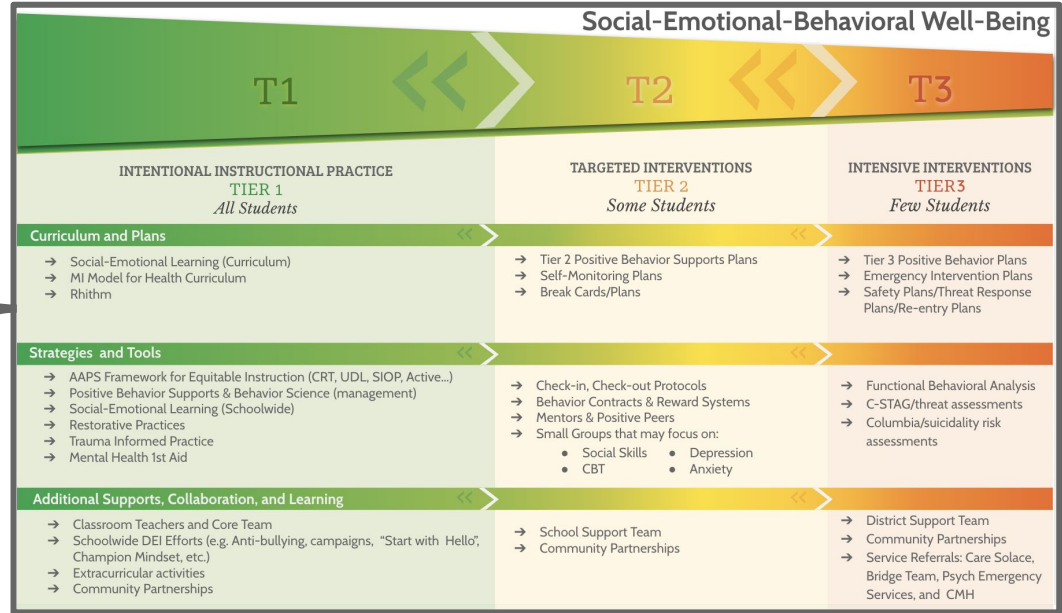 Social-Emotional-Behavioral Well-Being
T1
T2
T3
INTENTIONAL INSTRUCTIONAL PRACTICE
TIER 1
All Students
TARGETED INTERVENTIONS
TIER 2
Some Students
INTENSIVE INTERVENTIONS
TIER3
Few Students
Curriculum and Plans
→ Social-Emotional Learning (Curriculum)
→ MI Model for Health Curriculum
→ Rhithm
→ Tier 2 Positive Behavior Supports Plans
→ Self-Monitoring Plans
→ Break Cards/Plans
→ Tier 3 Positive Behavior Plans
→ Emergency Intervention Plans
→ Safety Plans/Threat Response
Plans/Re-entry Plans
Strategies and Tools
→ AAPS Framework for Equitable Instruction (CRT, UDL, SIOP, Active...)
→ Positive Behavior Supports & Behavior Science (management)
→ Social-Emotional Learning (Schoolwide)
→ Restorative Practices
→ Trauma Informed Practice
→ Mental Health 1st Aid
→ Check-in, Check-out Protocols
→ Behavior Contracts & Reward Systems
→ Mentors & Positive Peers
→ Small Groups that may focus on:
● Social Skills ● Depression
● CBT ● Anxiety
→ Functional Behavioral Analysis
→ C-STAG/threat assessments
→ Columbia/suicidality risk
assessments
Additional Supports, Collaboration, and Learning
→ Classroom Teachers and Core Team
→ Schoolwide DEI Efforts (e.g. Anti-bullying, campaigns, "Start with Hello",
Champion Mindset, etc.)
→ Extracurricular activities
→ Community Partnerships
→ School Support Team
→ Community Partnerships
→ District Support Team
→ Community Partnerships
→ Service Referrals: Care Solace,
Bridge Team, Psych Emergency
Services, and CMH